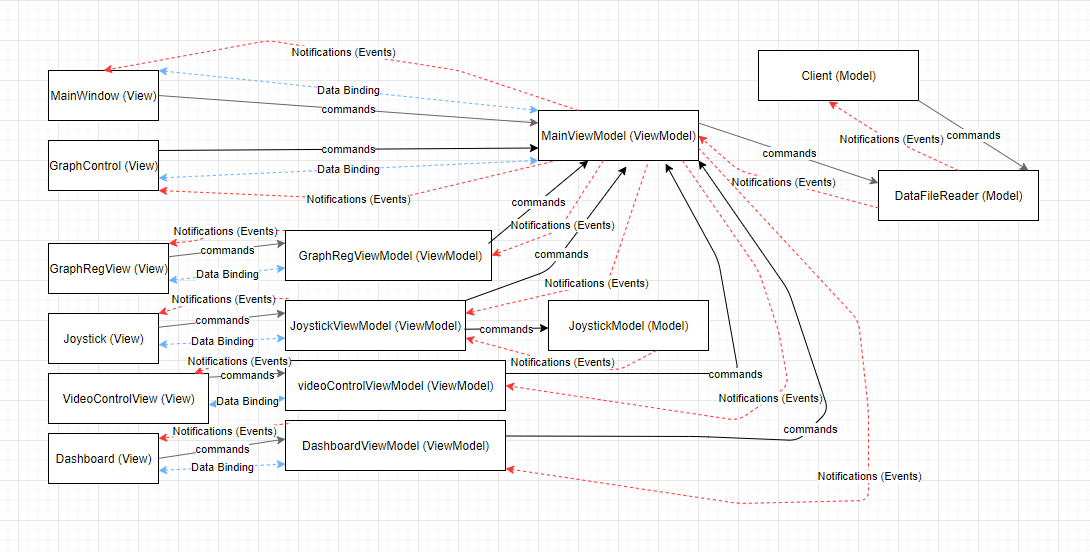 Notifications (Events)
Client (Model)
MainWindow (View)
Data Binding
commands
MainViewModel (ViewModel)
commands
Notifications (Events)
GraphControl (View)
commands
commands
Data Binding
Notifications (Events)
DataFileReader (Model)
Notifications (Events)
commands
Notifications (Events)
Notifications (Events)
commands
GraphRegViewModel (ViewModel)
commands
GraphRegView (View)
Data Binding
Notifications (Events)
Notifications (Events)
commands
JoystickViewModel (ViewModel)
commands
JoystickModel (Model)
Joystick (View)
Data Binding
Notifications (Events)
Notifications (Events)
commands
commands
videoControlViewModel (ViewModel)
VideoControlView (View)
Data Binding
Notifications (Events)
Notifications (Events)
commands
commands
DashboardViewModel (ViewModel)
Dashboard (View)
Data Binding
Notifications (Events)